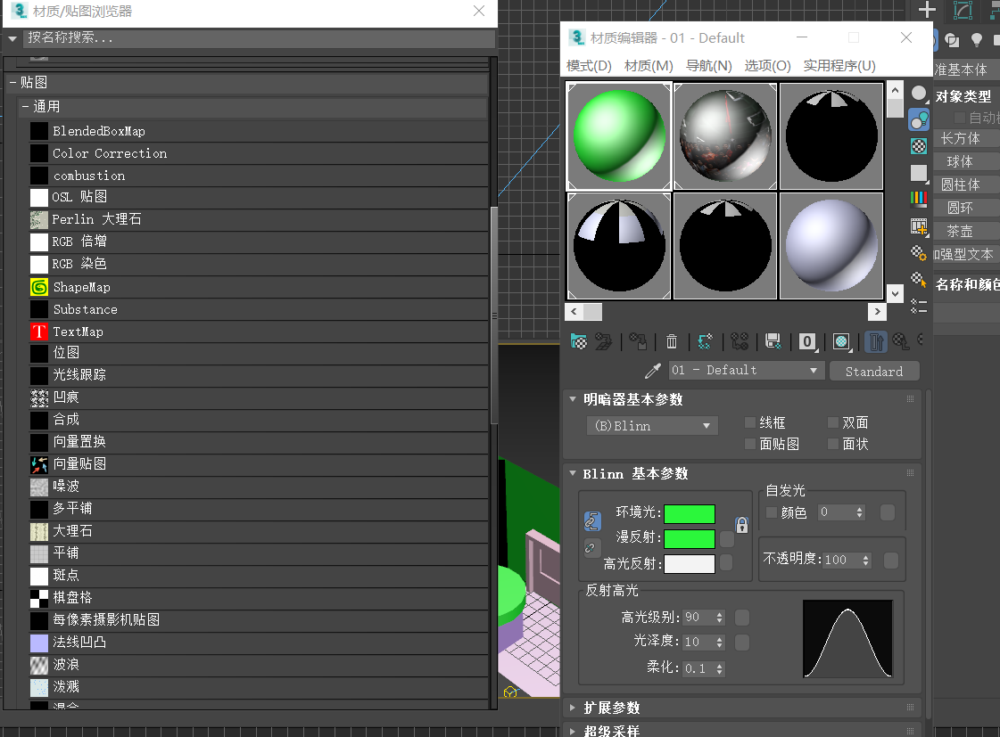 材质/贴图浏览器
按名称搜索...
- 贴图
- 通用
BlendedBoxMap
Color Correction
combustion
OSL 贴图
Perlin 大理石
RGB 倍增
RGB 染色
ShapeMap
Substance
TextMap
位图
光线跟踪
凹痕
合成
向量置换
向量贴图
噪波
多平铺
大理石
平铺
斑点
棋盘格
每像素摄影机贴图
法线凹凸
波浪
泼溅
混合
材质编辑器 - 01 - Default
模式(D) 材质(M) 导航(N) 选项(O) 实用程序(U)
01 - Default
Standard
明暗器基本参数
(B)Blinn
线框
双面
面贴图
面状
Blinn 基本参数
环境光:
漫反射:
高光反射:
自发光
颜色 0
不透明度: 100
反射高光
高光级别: 90
光泽度: 10
柔化: 0.1
扩展参数
超级采样
准基本体
对象类型
自动
长方体
球体
圆柱体
圆环
茶壶
强型文本
名称和颜色